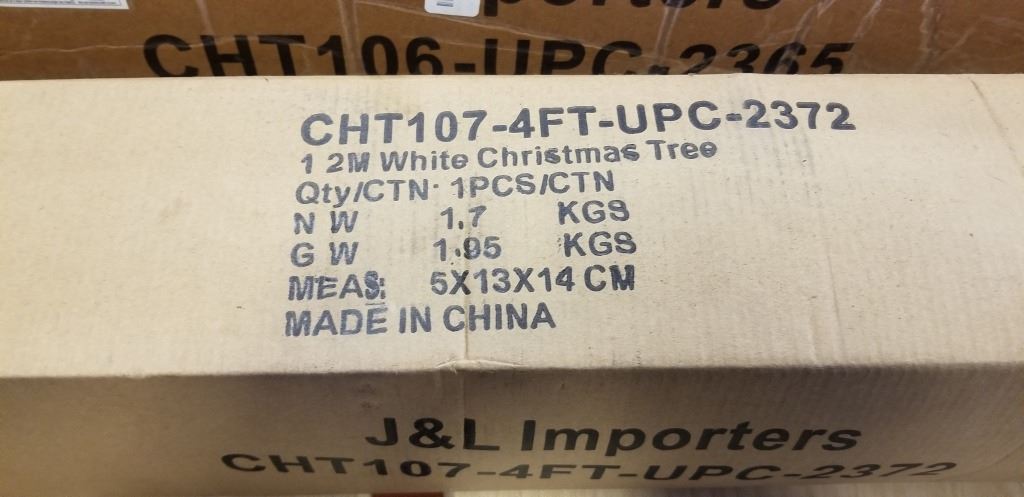 CHT106-UPC-2365
CHT107-4FT-UPC-2372
1 2M White Christmas Tree
Qty/CTN: 1PCS/CTN
N W 1.7 KGS
G W 1.95 KGS
MEAS: 5X13X14 CM
MADE IN CHINA
J&L Importers
CHT107-4FT-UPC-2372